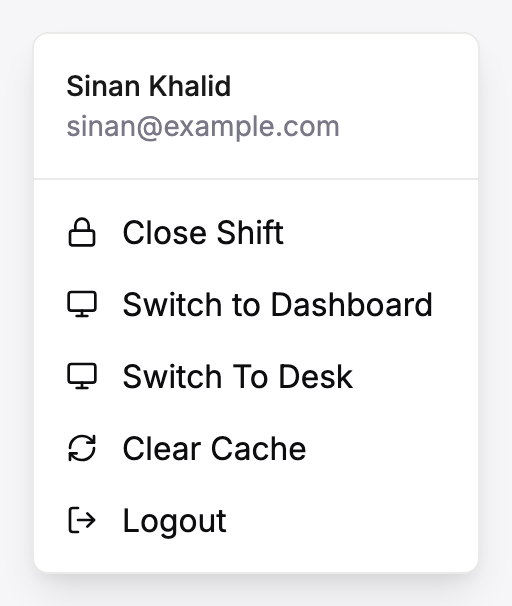 Sinan Khalid
sinan@example.com
Close Shift
Switch to Dashboard
Switch To Desk
Clear Cache
Logout